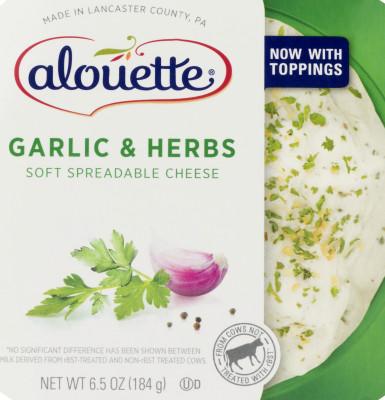 MADE IN LANCASTER COUNTY, PA
alouette®
NOW WITH
TOPPINGS
GARLIC & HERBS
SOFT SPREADABLE CHEESE
*NO SIGNIFICANT DIFFERENCE HAS BEEN SHOWN BETWEEN
MILK DERIVED FROM rBST-TREATED AND NON-rBST TREATED COWS.
FROM COWS NOT
TREATED WITH rBST
NET WT 6.5 OZ (184 g) UD